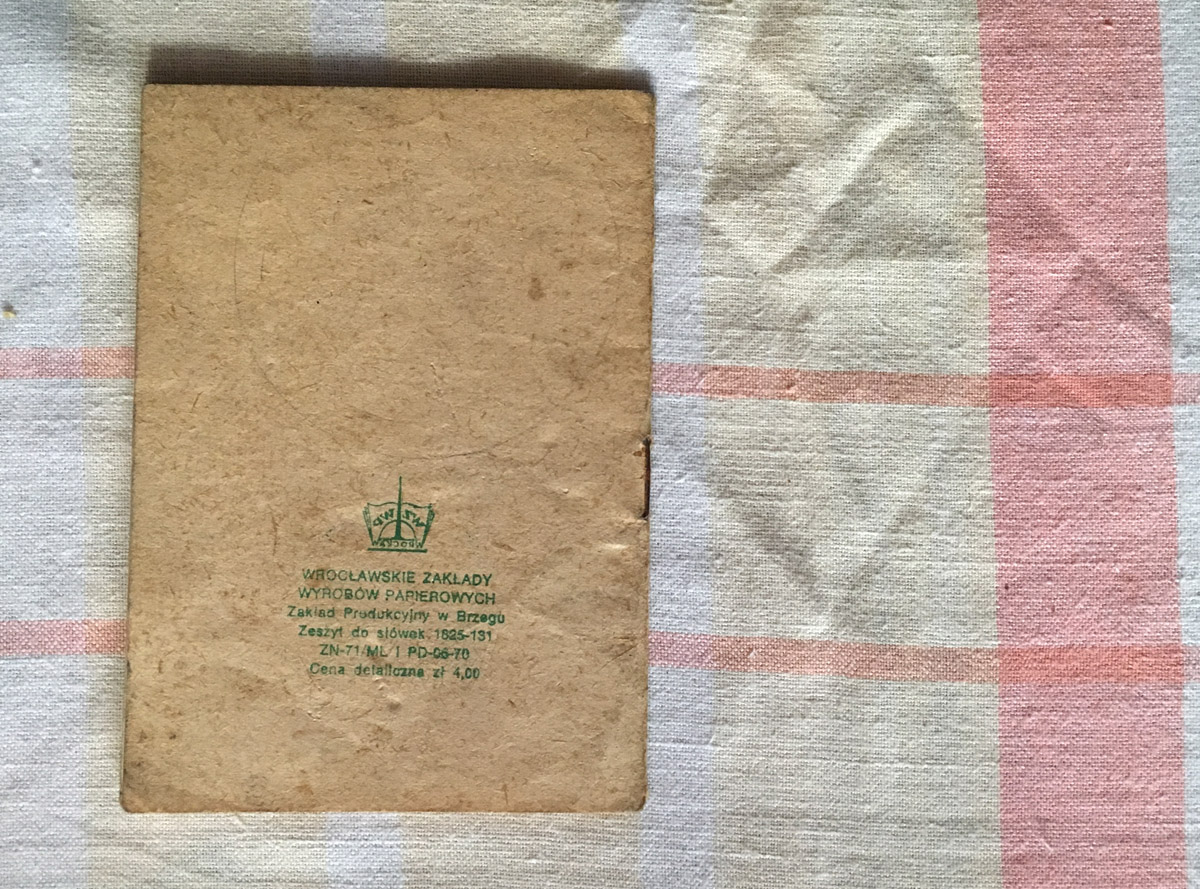 WROCŁAWSKIE ZAKŁADY
WYROBÓW PAPIEROWYCH
Zakład Produkcyjny w Brzegu
Zeszyt do słówek 1825-131
ZN-71/ML I PD-06-70
Cena detaliczna zł 4,00